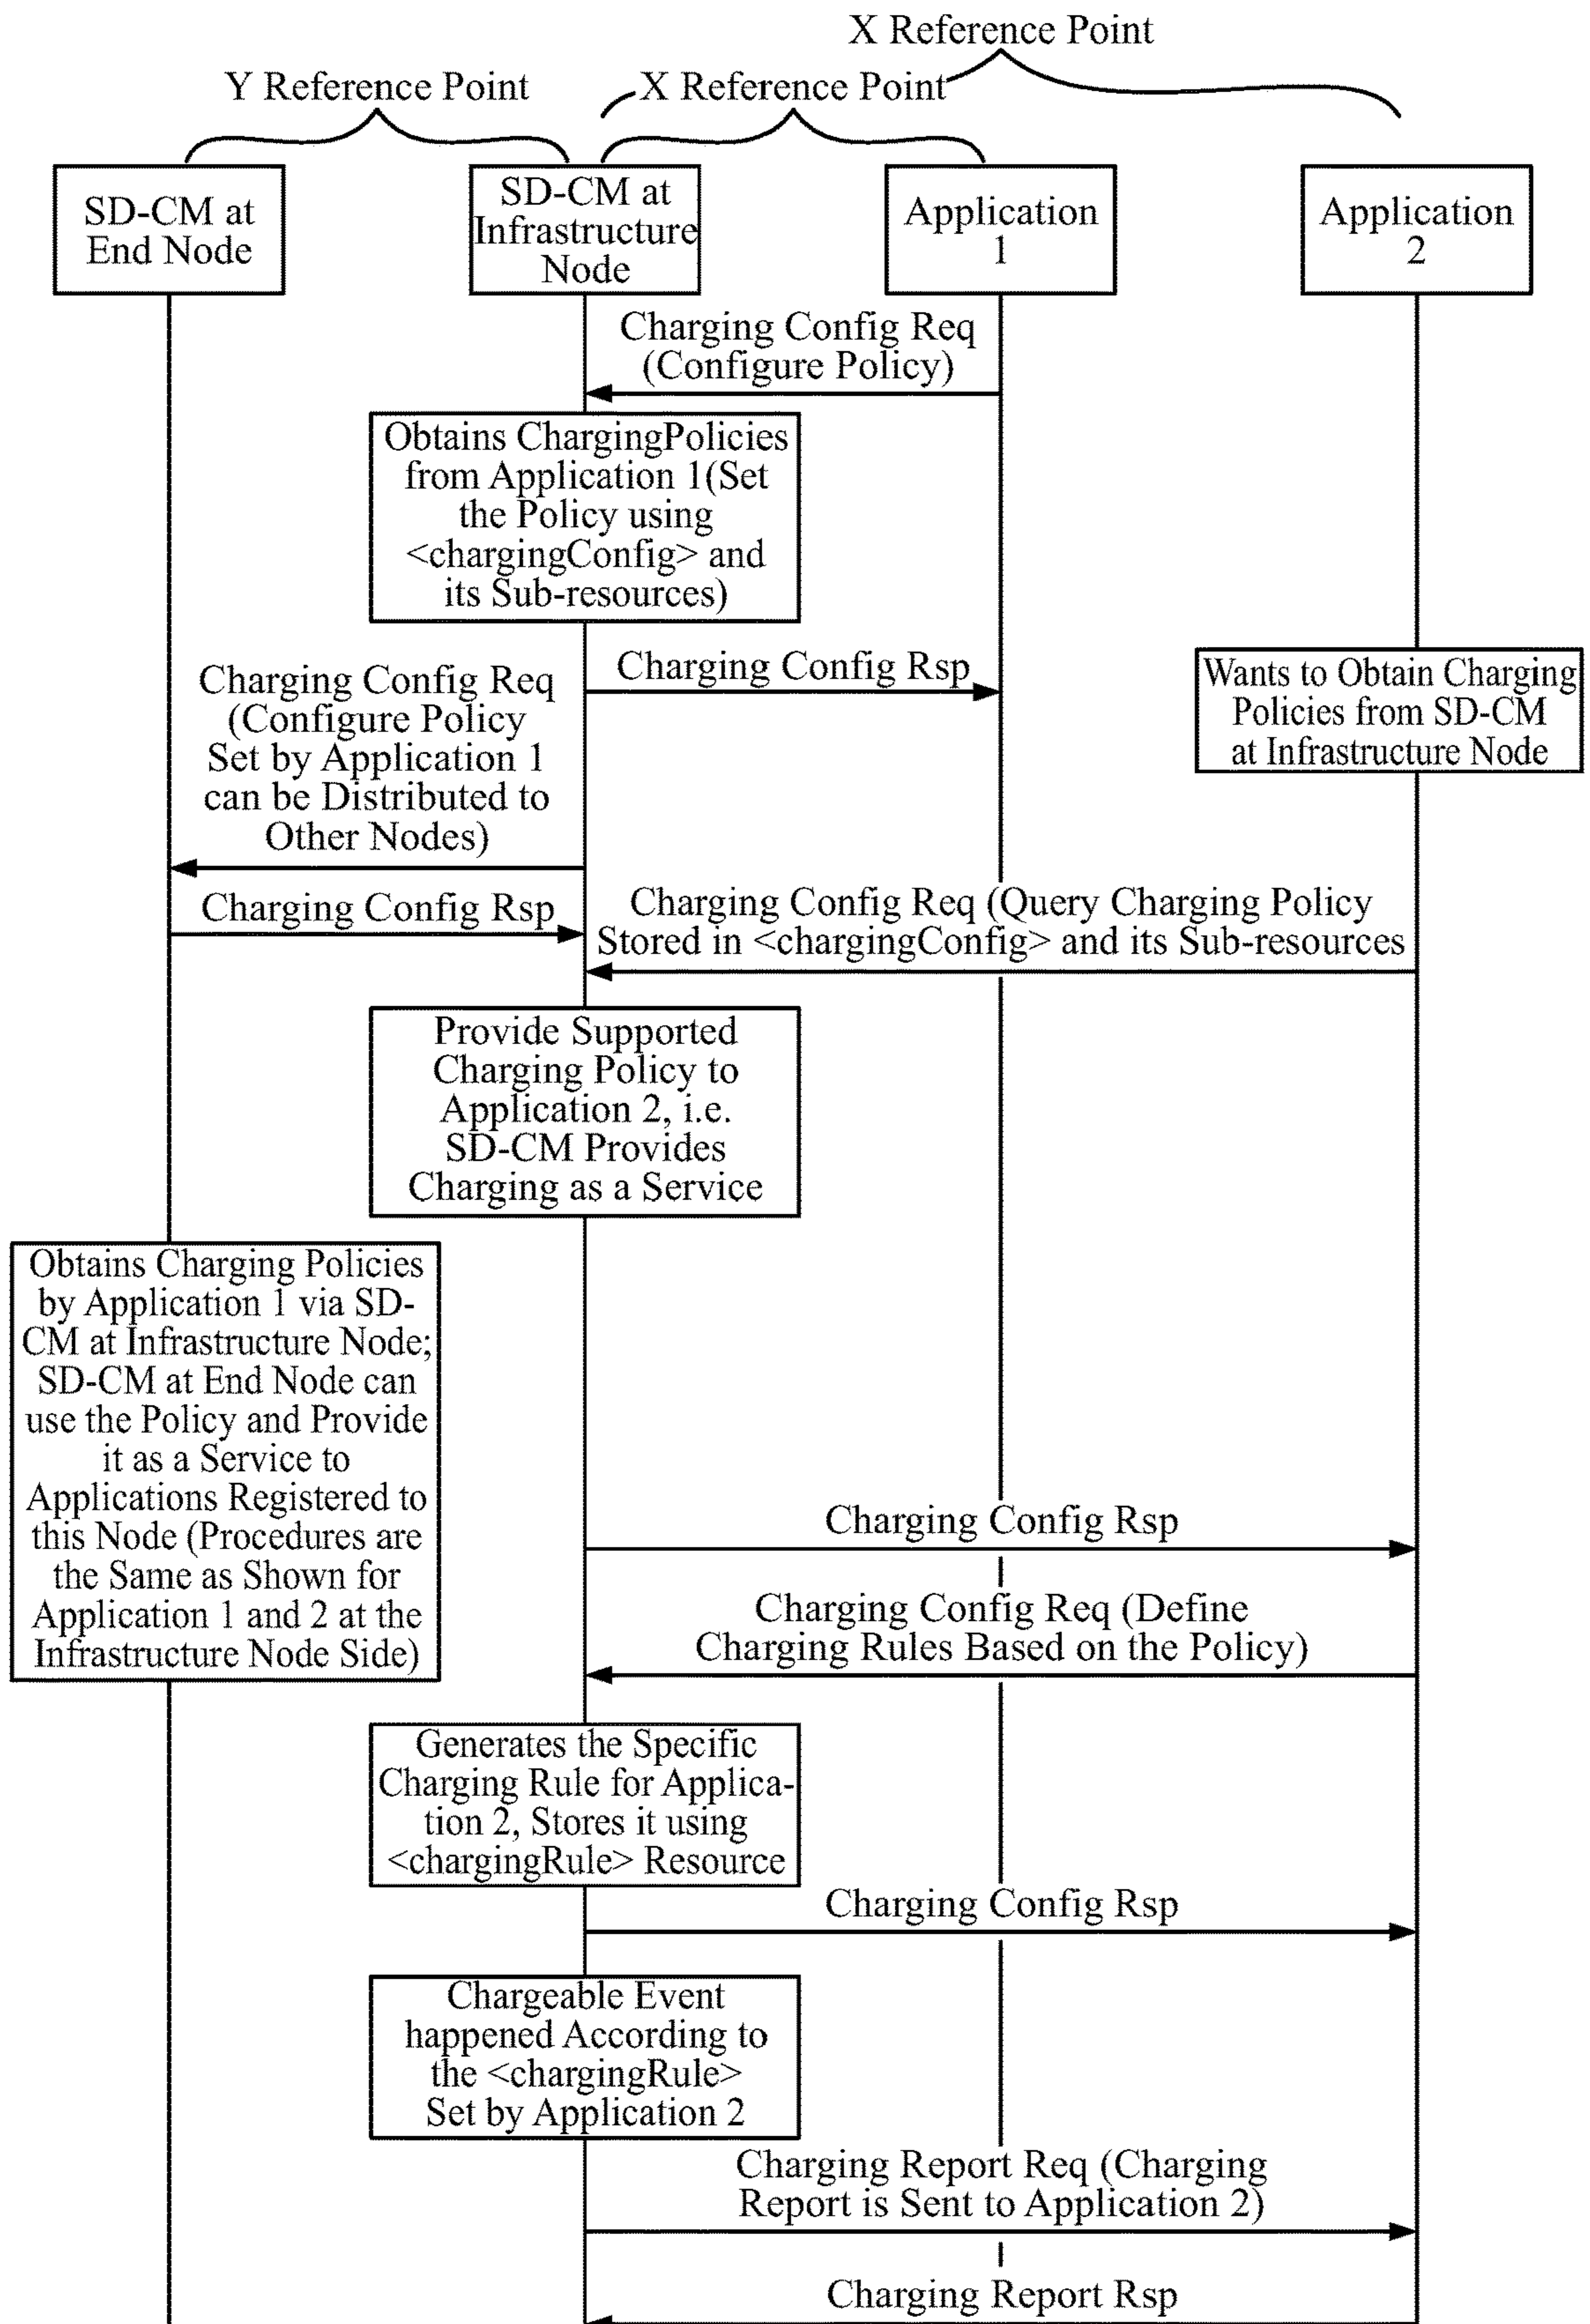 X Reference Point
Y Reference Point
X Reference Point
SD-CM at
End Node
SD-CM at
Infrastructure
Node
Application
1
Application
2
Charging Config Req
(Configure Policy)
Obtains ChargingPolicies
from Application 1(Set
the Policy using
<chargingConfig> and
its Sub-resources)
Charging Config Rsp
Wants to Obtain Charging
Policies from SD-CM
at Infrastructure Node
Charging Config Req
(Configure Policy
Set by Application 1
can be Distributed to
Other Nodes)
Charging Config Rsp
Charging Config Req (Query Charging Policy
Stored in <chargingConfig> and its Sub-resources
Provide Supported
Charging Policy to
Application 2, i.e.
SD-CM Provides
Charging as a Service
Obtains Charging Policies
by Application 1 via SD-
CM at Infrastructure Node;
SD-CM at End Node can
use the Policy and Provide
it as a Service to
Applications Registered to
this Node (Procedures are
the Same as Shown for
Application 1 and 2 at the
Infrastructure Node Side)
Charging Config Rsp
Charging Config Req (Define
Charging Rules Based on the Policy)
Generates the Specific
Charging Rule for Applica-
tion 2, Stores it using
<chargingRule> Resource
Charging Config Rsp
Chargeable Event
happened According to
the <chargingRule>
Set by Application 2
Charging Report Req (Charging
Report is Sent to Application 2)
Charging Report Rsp